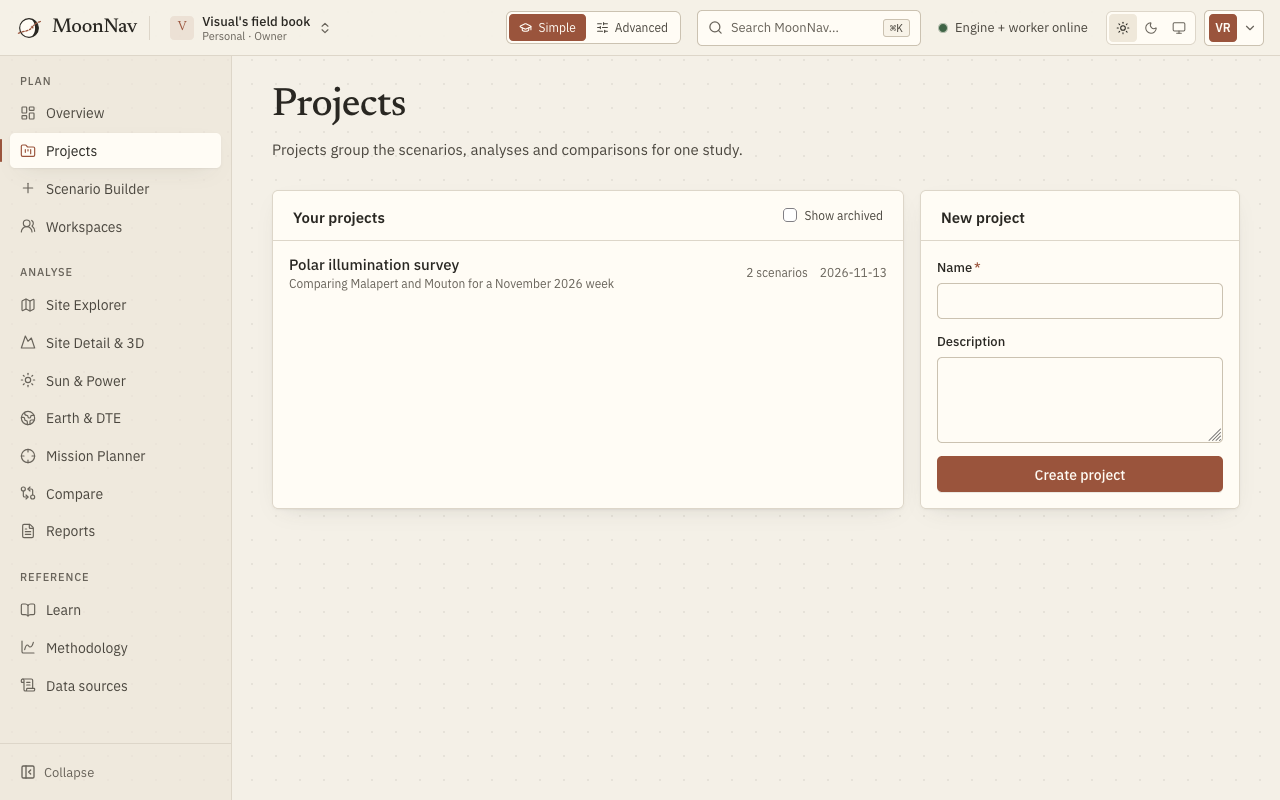 MoonNav
V
Visual's field book
Personal · Owner
Simple
Advanced
Search MoonNav...
⌘K
Engine + worker online
VR
PLAN
Overview
Projects
Scenario Builder
Workspaces
ANALYSE
Site Explorer
Site Detail & 3D
Sun & Power
Earth & DTE
Mission Planner
Compare
Reports
REFERENCE
Learn
Methodology
Data sources
Collapse
Projects
Projects group the scenarios, analyses and comparisons for one study.
Your projects
Show archived
Polar illumination survey
Comparing Malapert and Mouton for a November 2026 week
2 scenarios 2026-11-13
New project
Name *
Description
Create project